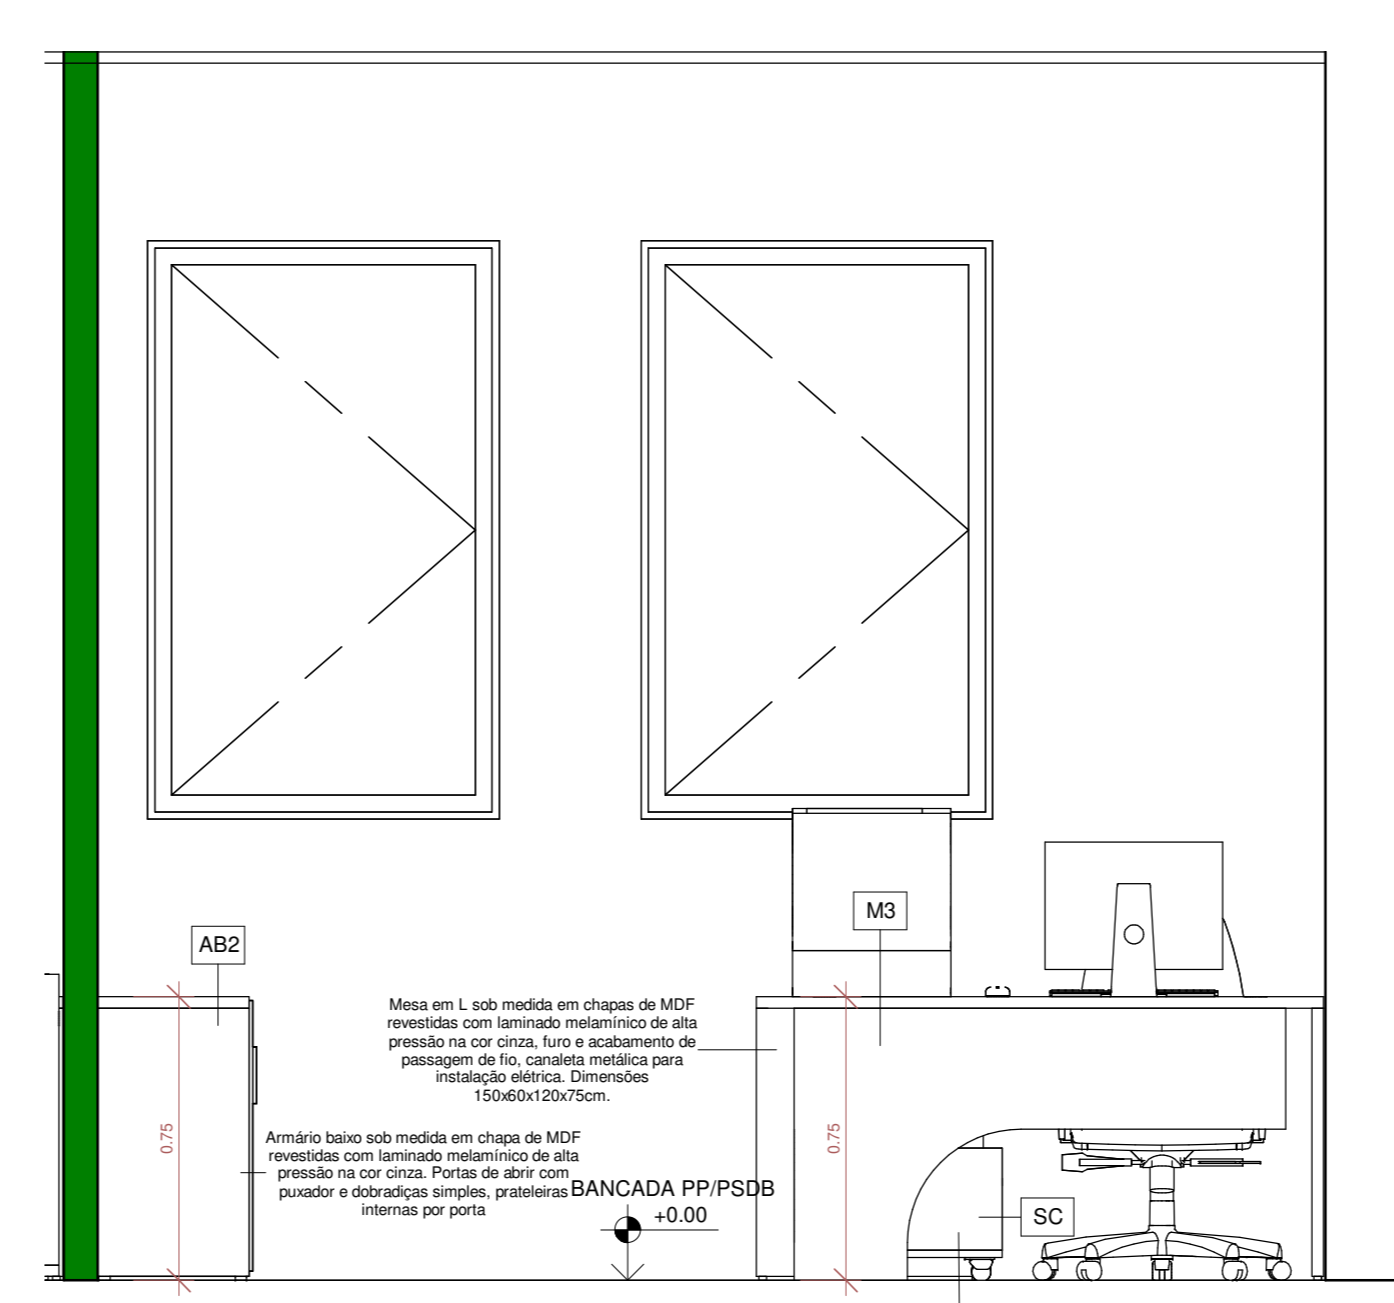 M3
AB2
Mesa em L sob medida em chapas de MDF
revestidas com laminado melamínico de alta
pressão na cor cinza, furo e acabamento de
passagem de fio, canaleta metálica para
instalação elétrica. Dimensões
150x60x120x75cm.
0.75
0.75
Armário baixo sob medida em chapa de MDF
revestidas com laminado melamínico de alta
pressão na cor cinza. Portas de abrir com
puxador e dobradiças simples, prateleiras
internas por porta
BANCADA PP/PSDB
+0.00
SC